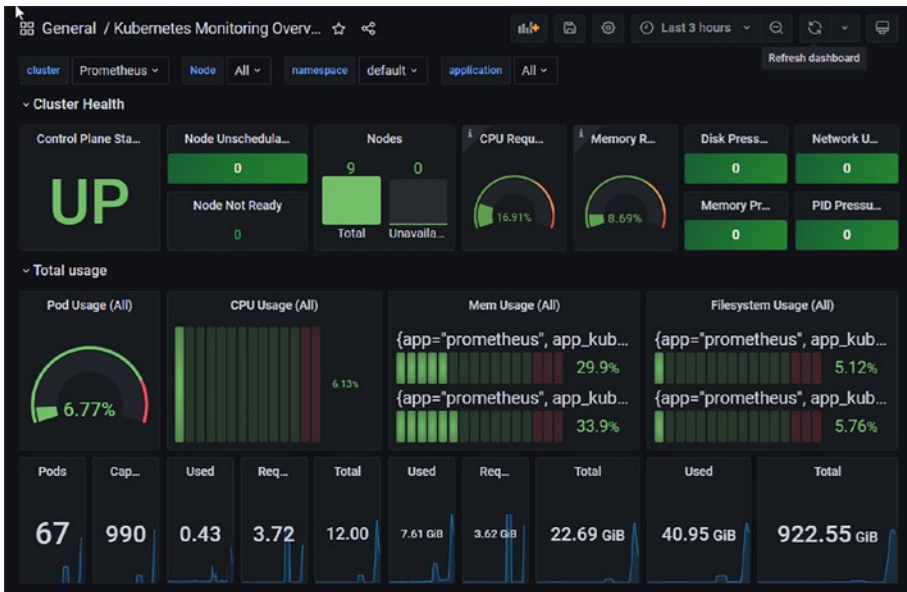 General / Kubernetes Monitoring Overv...
Last 3 hours
Refresh dashboard
cluster Prometheus Node All namespace default application All
Cluster Health
Control Plane Sta...
UP
Node Unschedula...
0
Node Not Ready
0
Nodes
9 0
Total Unavaila...
i CPU Requ...
16.91%
i Memory R...
8.69%
Disk Press...
0
Memory Pr...
0
Network U...
0
PID Pressu...
0
Total usage
Pod Usage (All)
6.77%
CPU Usage (All)
6.13%
Mem Usage (All)
{app="prometheus", app_kub...
29.9%
{app="prometheus", app_kub...
33.9%
Filesystem Usage (All)
{app="prometheus", app_kub...
5.12%
{app="prometheus", app_kub...
5.76%
Pods
67
Cap...
990
Used
0.43
Req...
3.72
Total
12.00
Used
7.61 GiB
Req...
3.62 GiB
Total
22.69 GiB
Used
40.95 GiB
Total
922.55 GiB